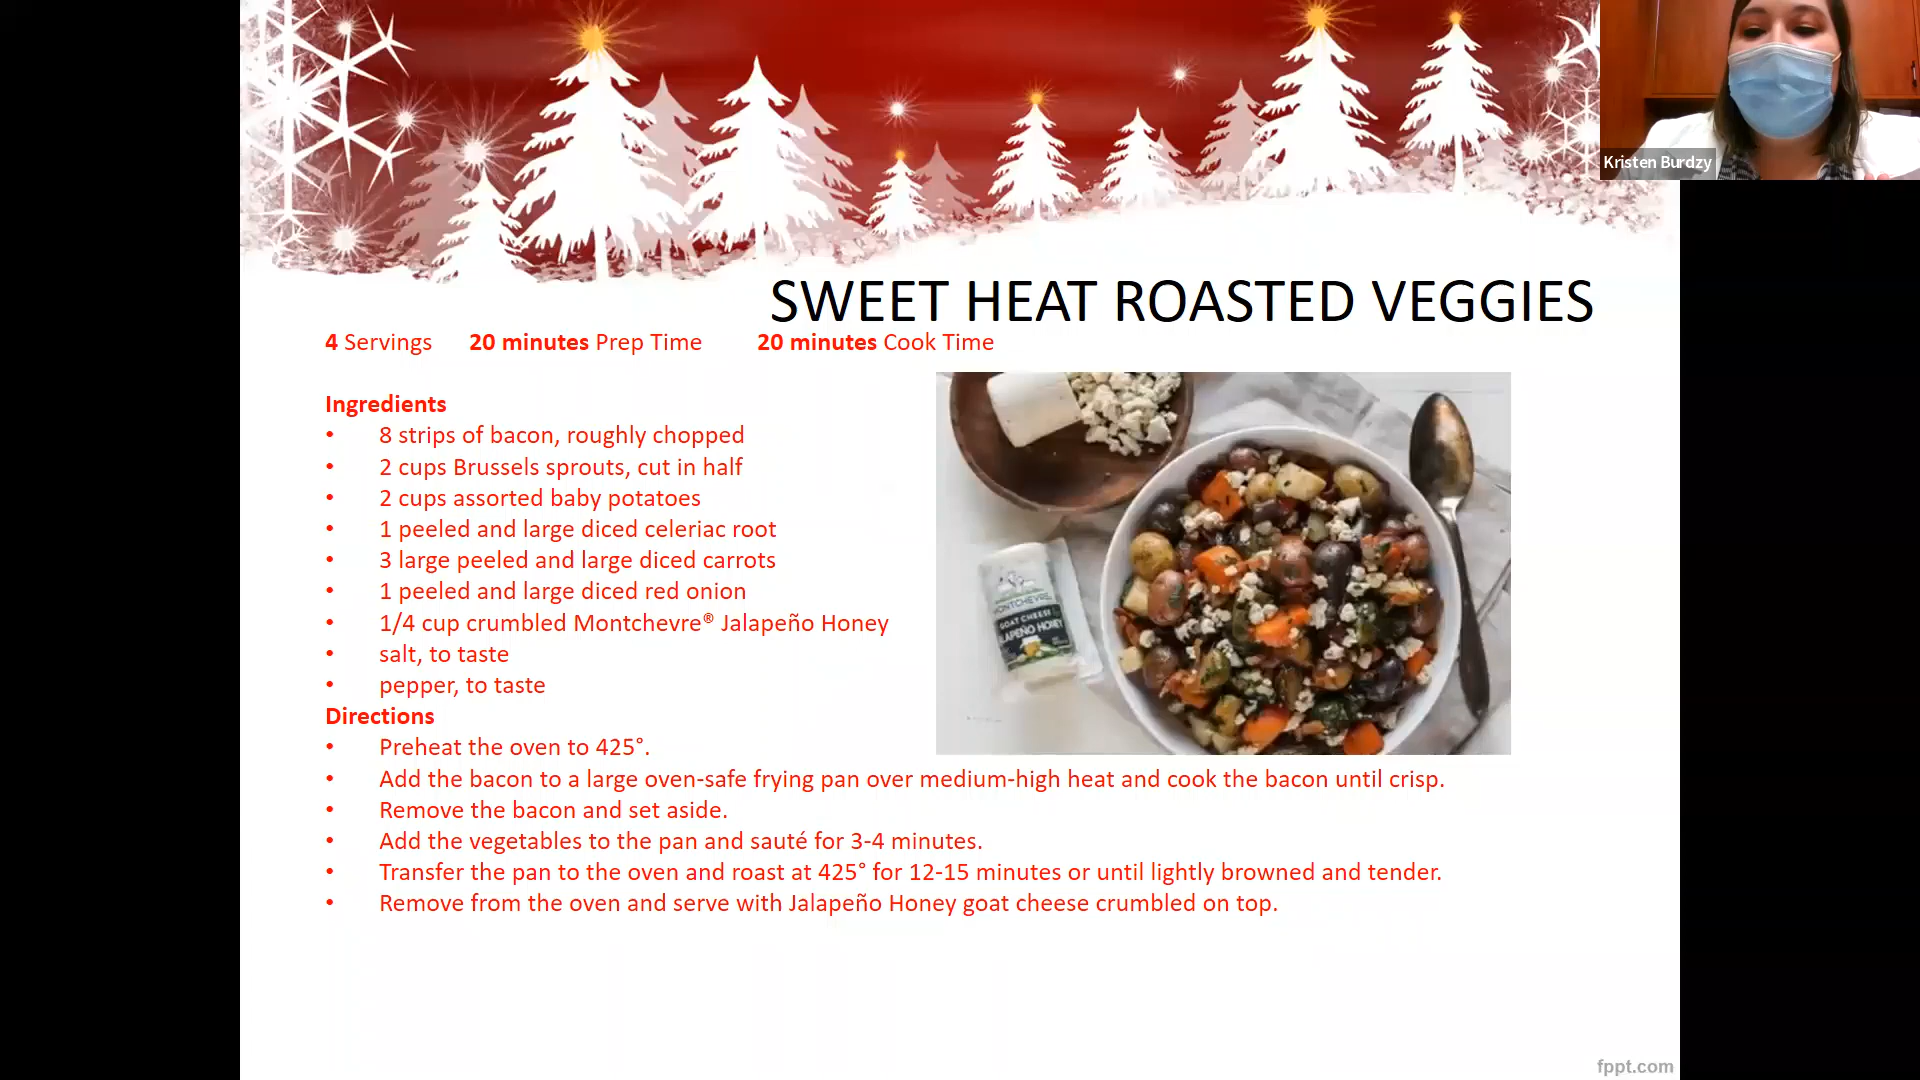 Kristen Burdzy
SWEET HEAT ROASTED VEGGIES
4 Servings 20 minutes Prep Time 20 minutes Cook Time
Ingredients
• 8 strips of bacon, roughly chopped
• 2 cups Brussels sprouts, cut in half
• 2 cups assorted baby potatoes
• 1 peeled and large diced celeriac root
• 3 large peeled and large diced carrots
• 1 peeled and large diced red onion
• 1/4 cup crumbled Montchevre® Jalapeño Honey
• salt, to taste
• pepper, to taste
MONTCHEVRE
GOAT CHEESE
JALAPEÑO HONEY
Directions
• Preheat the oven to 425°.
• Add the bacon to a large oven-safe frying pan over medium-high heat and cook the bacon until crisp.
• Remove the bacon and set aside.
• Add the vegetables to the pan and sauté for 3-4 minutes.
• Transfer the pan to the oven and roast at 425° for 12-15 minutes or until lightly browned and tender.
• Remove from the oven and serve with Jalapeño Honey goat cheese crumbled on top.
fppt.com